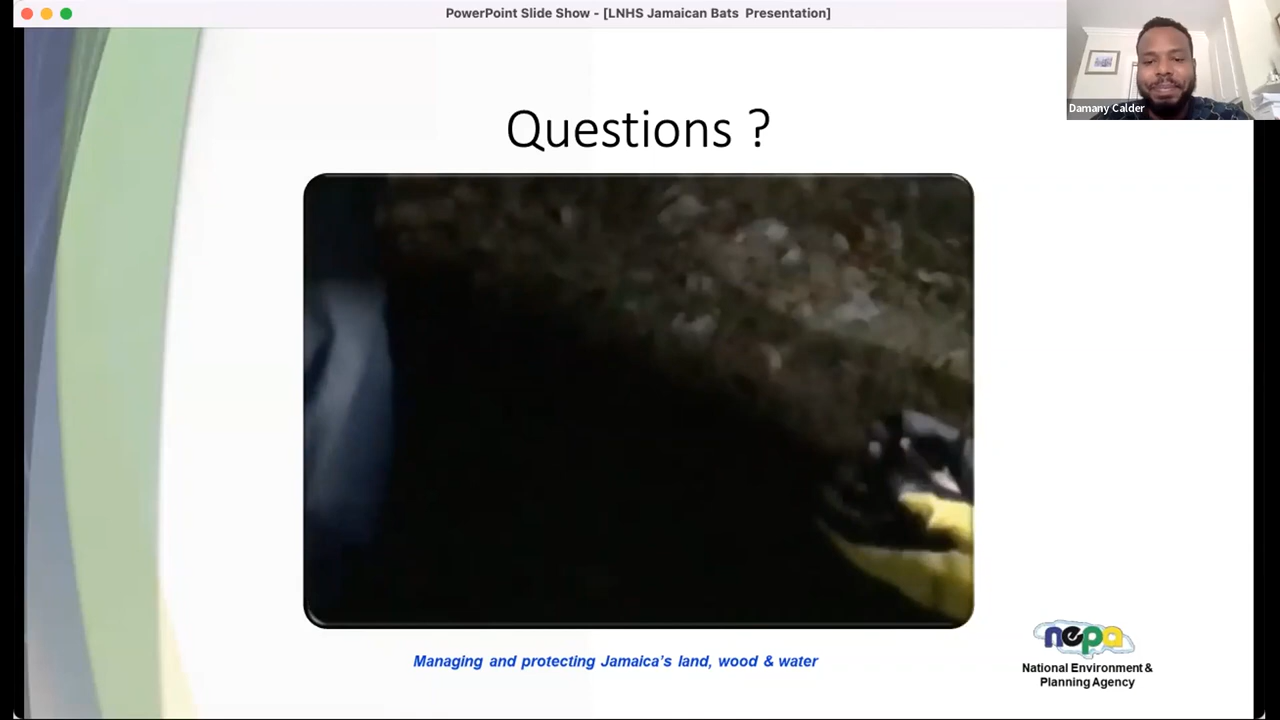 PowerPoint Slide Show - [LNHS Jamaican Bats  Presentation]
Damany Calder
Questions ?
Managing and protecting Jamaica's land, wood & water
nepa
National Environment &
Planning Agency